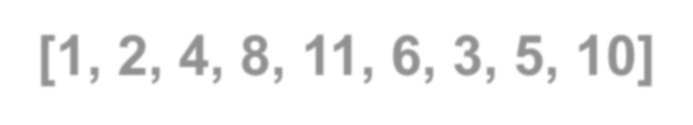 [1, 2, 4, 8, 11, 6, 3, 5, 10]